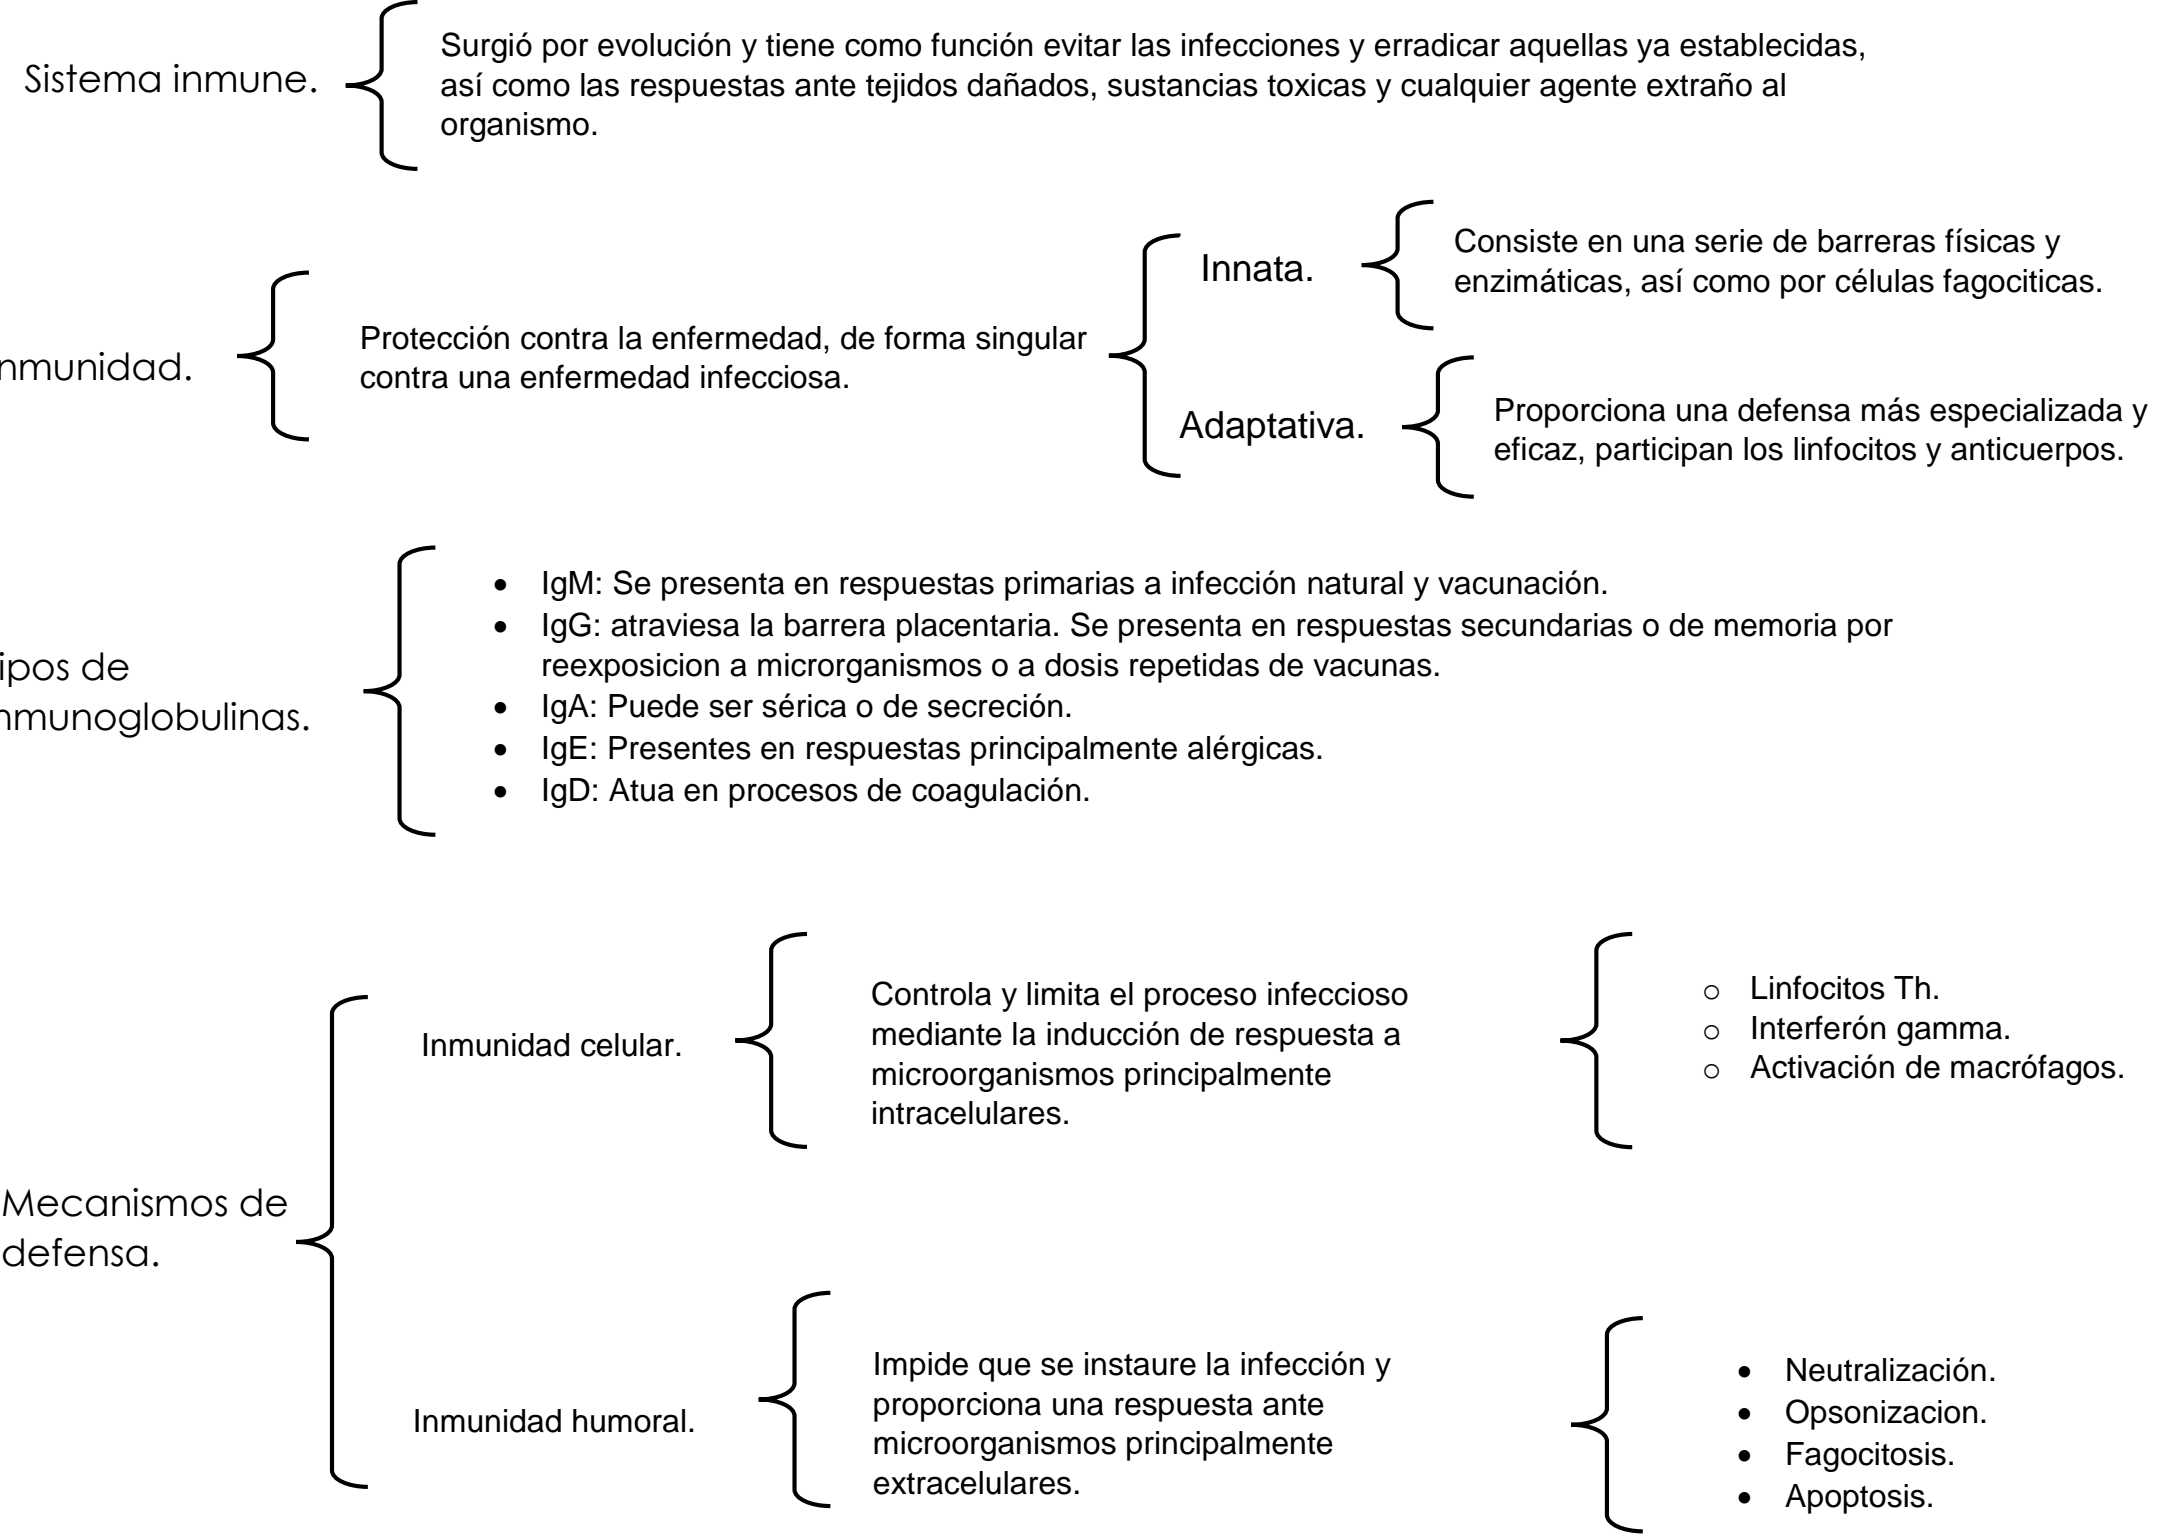 Sistema inmune.
Surgió por evolución y tiene como función evitar las infecciones y erradicar aquellas ya establecidas,
así como las respuestas ante tejidos dañados, sustancias toxicas y cualquier agente extraño al
organismo.
nmunidad.
Protección contra la enfermedad, de forma singular
contra una enfermedad infecciosa.
Innata.
Consiste en una serie de barreras físicas y
enzimáticas, así como por células fagociticas.
Adaptativa.
Proporciona una defensa más especializada y
eficaz, participan los linfocitos y anticuerpos.
ipos de
nmunoglobulinas.
• IgM: Se presenta en respuestas primarias a infección natural y vacunación.
• IgG: atraviesa la barrera placentaria. Se presenta en respuestas secundarias o de memoria por
reexposicion a microrganismos o a dosis repetidas de vacunas.
• IgA: Puede ser sérica o de secreción.
• IgE: Presentes en respuestas principalmente alérgicas.
• IgD: Atua en procesos de coagulación.
Mecanismos de
defensa.
Inmunidad celular.
Controla y limita el proceso infeccioso
mediante la inducción de respuesta a
microorganismos principalmente
intracelulares.
o Linfocitos Th.
o Interferón gamma.
o Activación de macrófagos.
Inmunidad humoral.
Impide que se instaure la infección y
proporciona una respuesta ante
microorganismos principalmente
extracelulares.
• Neutralización.
• Opsonizacion.
• Fagocitosis.
• Apoptosis.